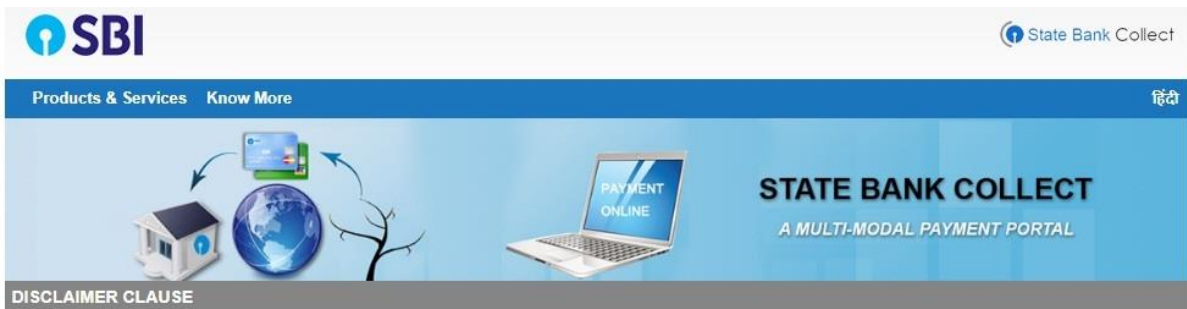 SBI
State Bank Collect
Products & Services Know More हिंदी
PAYMENT
ONLINE
STATE BANK COLLECT
A MULTI-MODAL PAYMENT PORTAL
DISCLAIMER CLAUSE